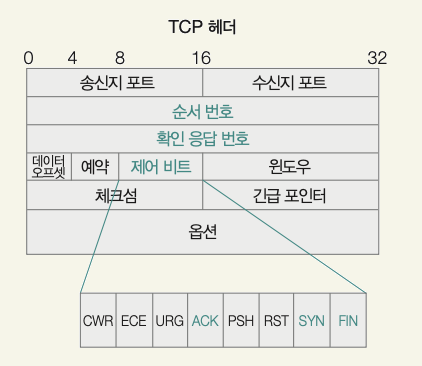 TCP 헤더
0 4 8 16 32
송신지 포트 수신지 포트
순서 번호
확인 응답 번호
데이터
오프셋 예약 제어 비트 윈도우
체크섬 긴급 포인터
옵션
CWR ECE URG ACK PSH RST SYN FIN